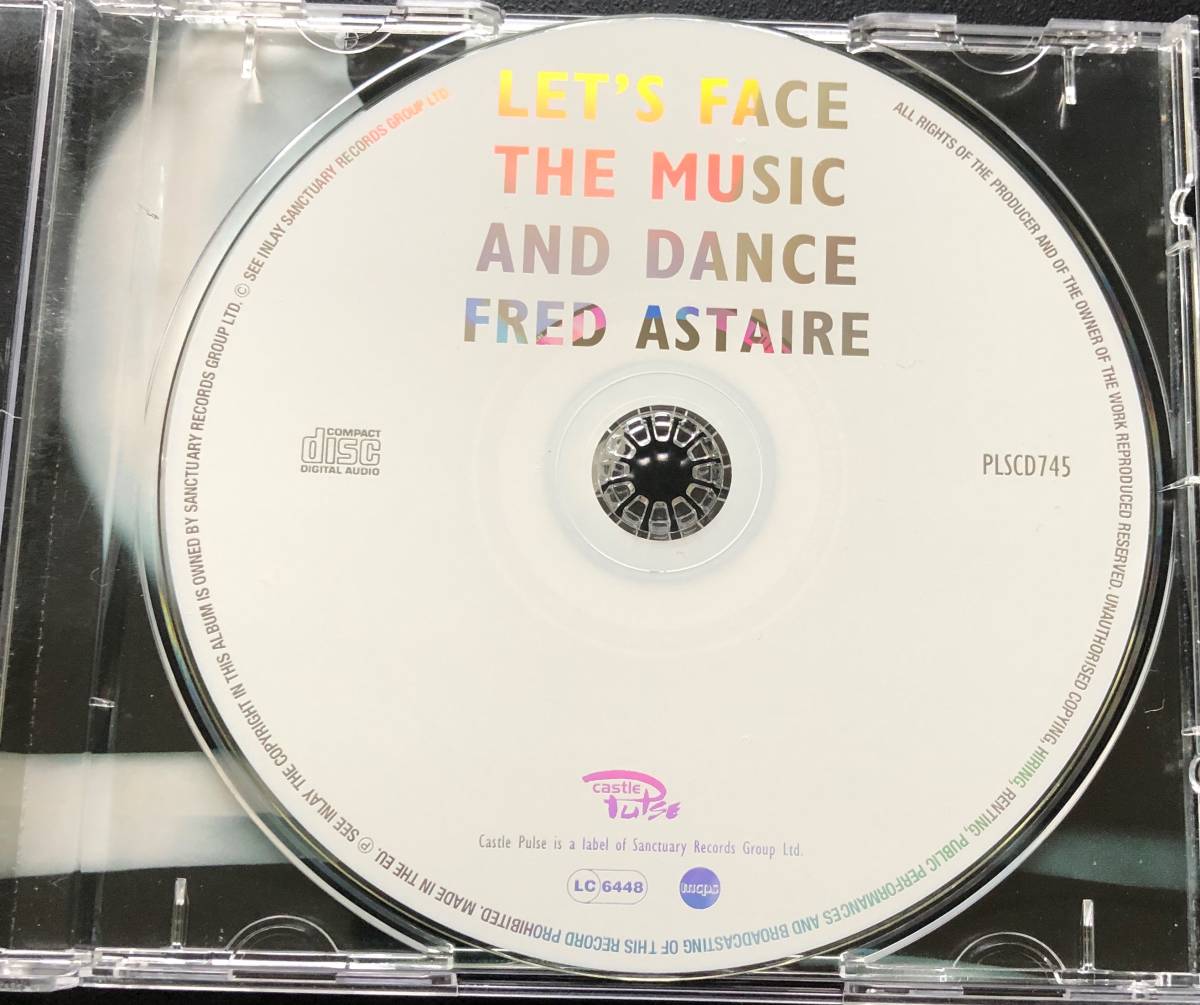 LET'S FACE
THE MUSIC
AND DANCE
FRED ASTAIRE
COMPACT
disc
DIGITAL AUDIO
PLSCD745
castle
PULSE
Castle Pulse is a label of Sanctuary Records Group Ltd.
LC 6448
mcps
ALL RIGHTS OF THE PRODUCER AND OF THE OWNER OF THE WORK REPRODUCED RESERVED. UNAUTHORISED COPYING, HIRING, RENTING, PUBLIC PERFORMANCES AND BROADCASTING OF THIS RECORD PROHIBITED. MADE IN THE EU. ℗ SEE INLAY THE COPYRIGHT IN THIS ALBUM IS OWNED BY SANCTUARY RECORDS GROUP LTD. © SEE INLAY SANCTUARY RECORDS GROUP LTD